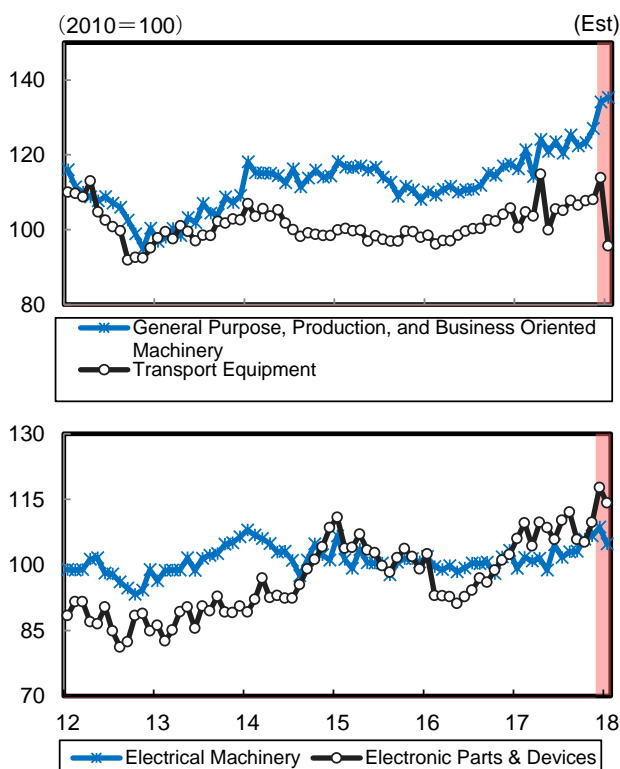 （2010＝100）
(Est)
140
120
100
80
General Purpose, Production, and Business Oriented
Machinery
Transport Equipment
130
115
100
85
70
12 13 14 15 16 17 18
Electrical Machinery Electronic Parts & Devices